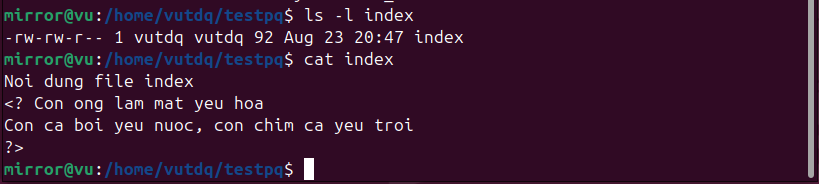 mirror@vu:/home/vutdq/testpq$ ls -l index
-rw-rw-r-- 1 vutdq vutdq 92 Aug 23 20:47 index
mirror@vu:/home/vutdq/testpq$ cat index
Noi dung file index
<? Con ong lam mat yeu hoa
Con ca boi yeu nuoc, con chim ca yeu troi
?>
mirror@vu:/home/vutdq/testpq$